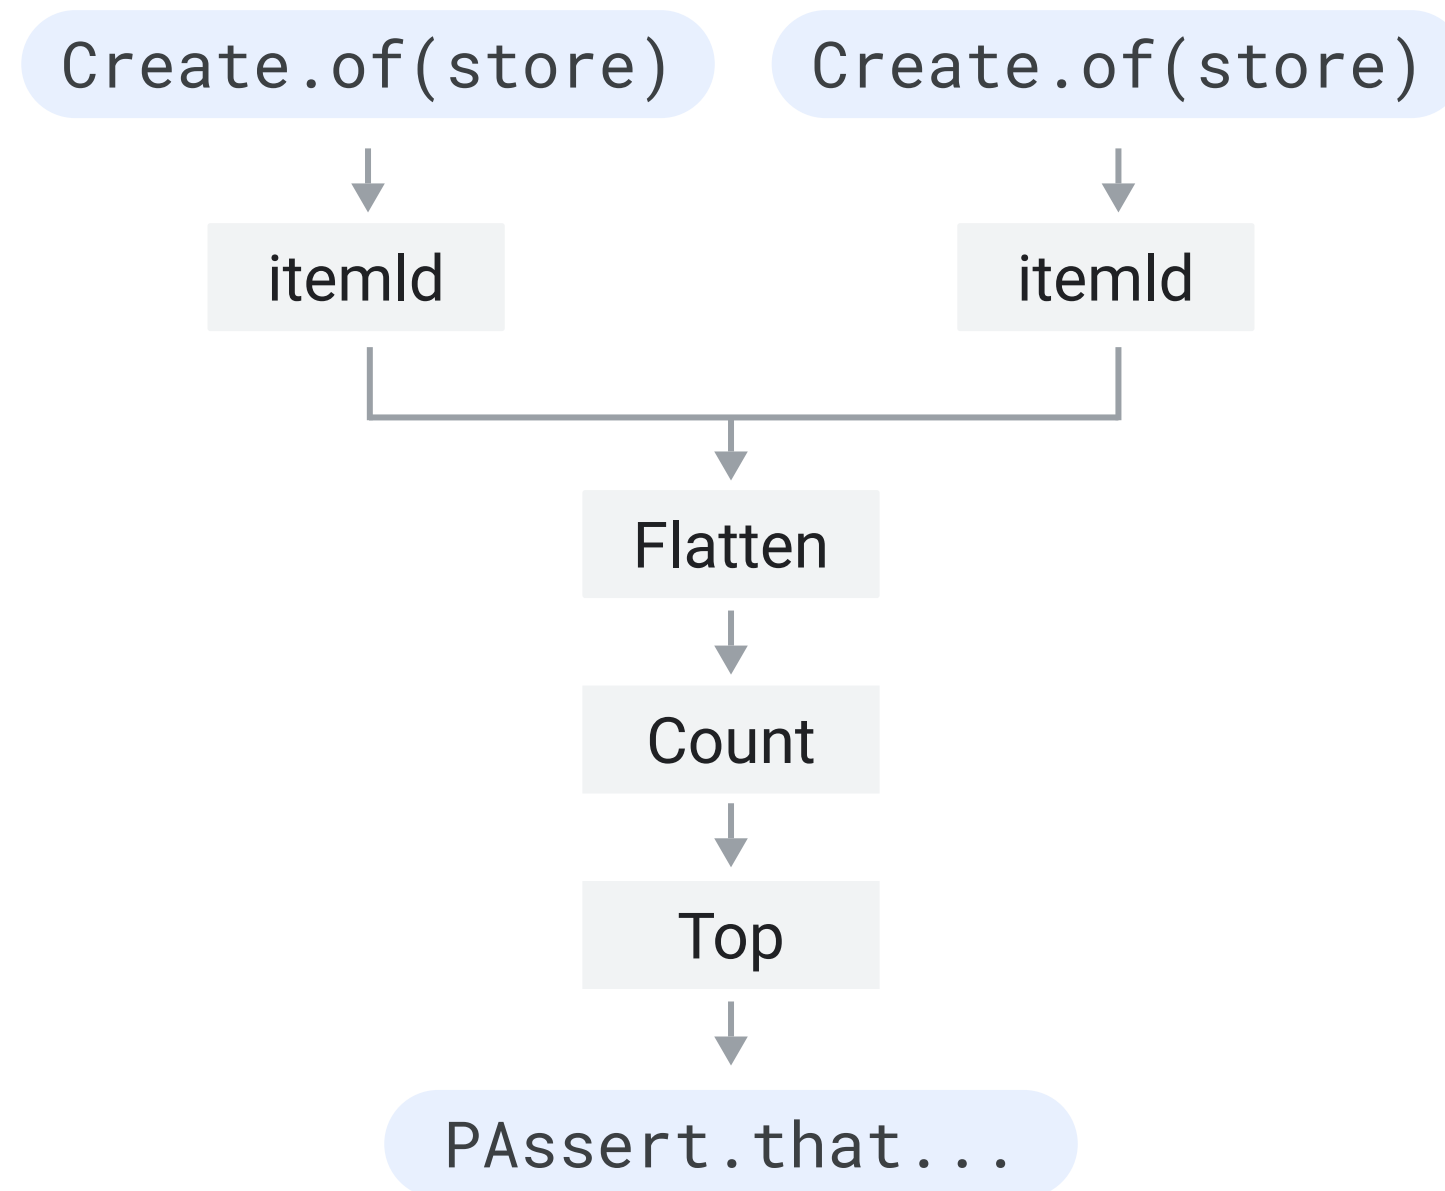 Create.of(store)
Create.of(store)
itemId
itemId
Flatten
Count
Top
PAssert.that...